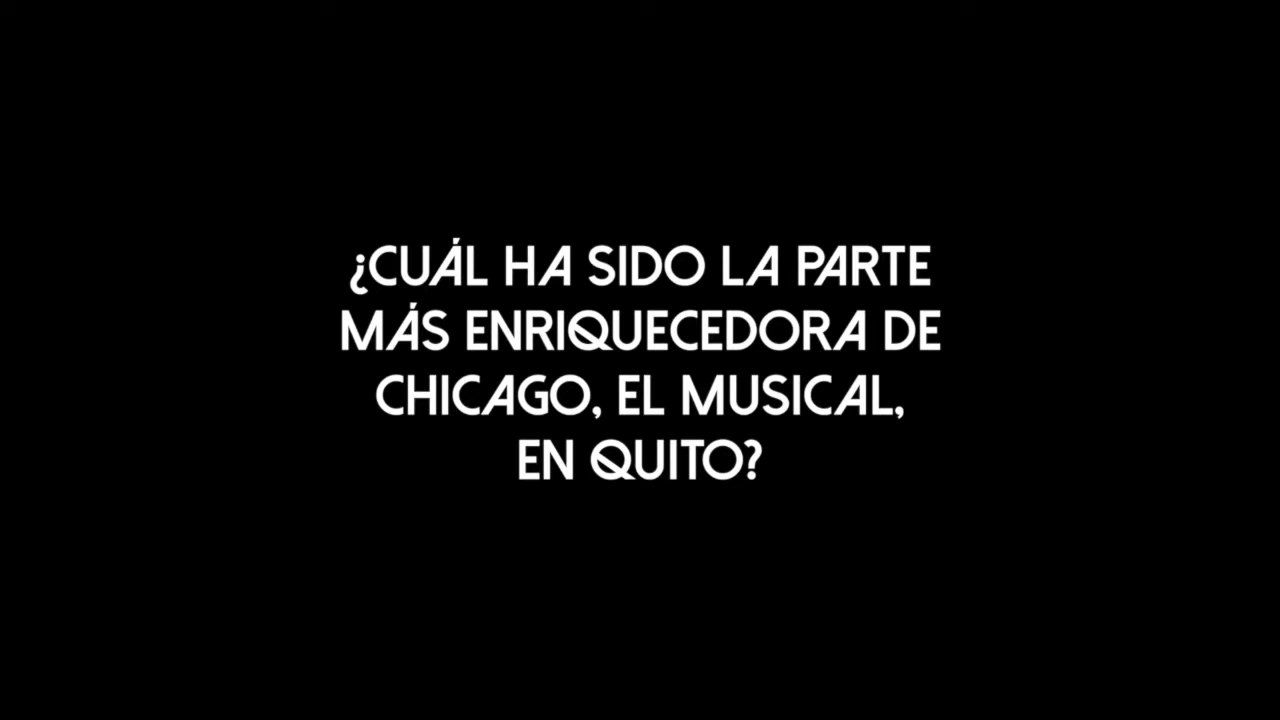 ¿CUÁL HA SIDO LA PARTE
MÁS ENRIQUECEDORA DE
CHICAGO, EL MUSICAL,
EN QUITO?